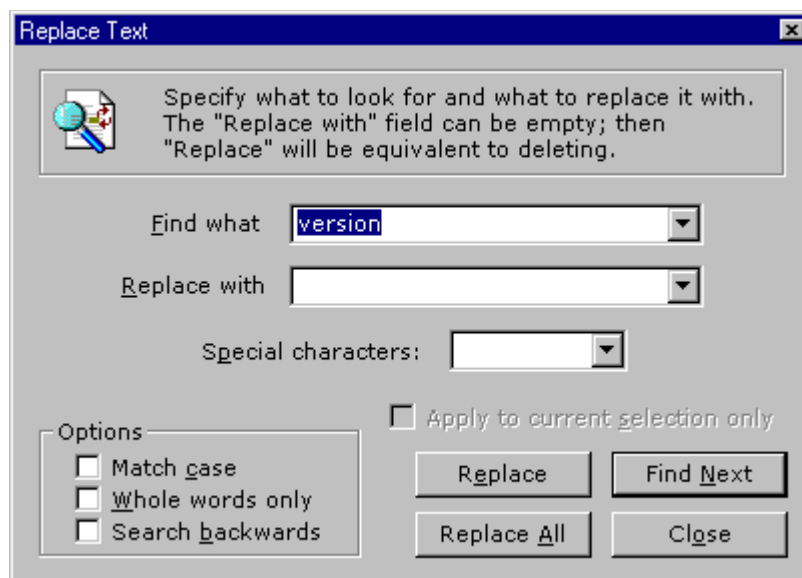 Replace Text
Specify what to look for and what to replace it with.
The "Replace with" field can be empty; then
"Replace" will be equivalent to deleting.
Find what version
Replace with
Special characters:
Apply to current selection only
Options
Match case
Whole words only
Search backwards
Replace Find Next
Replace All Close